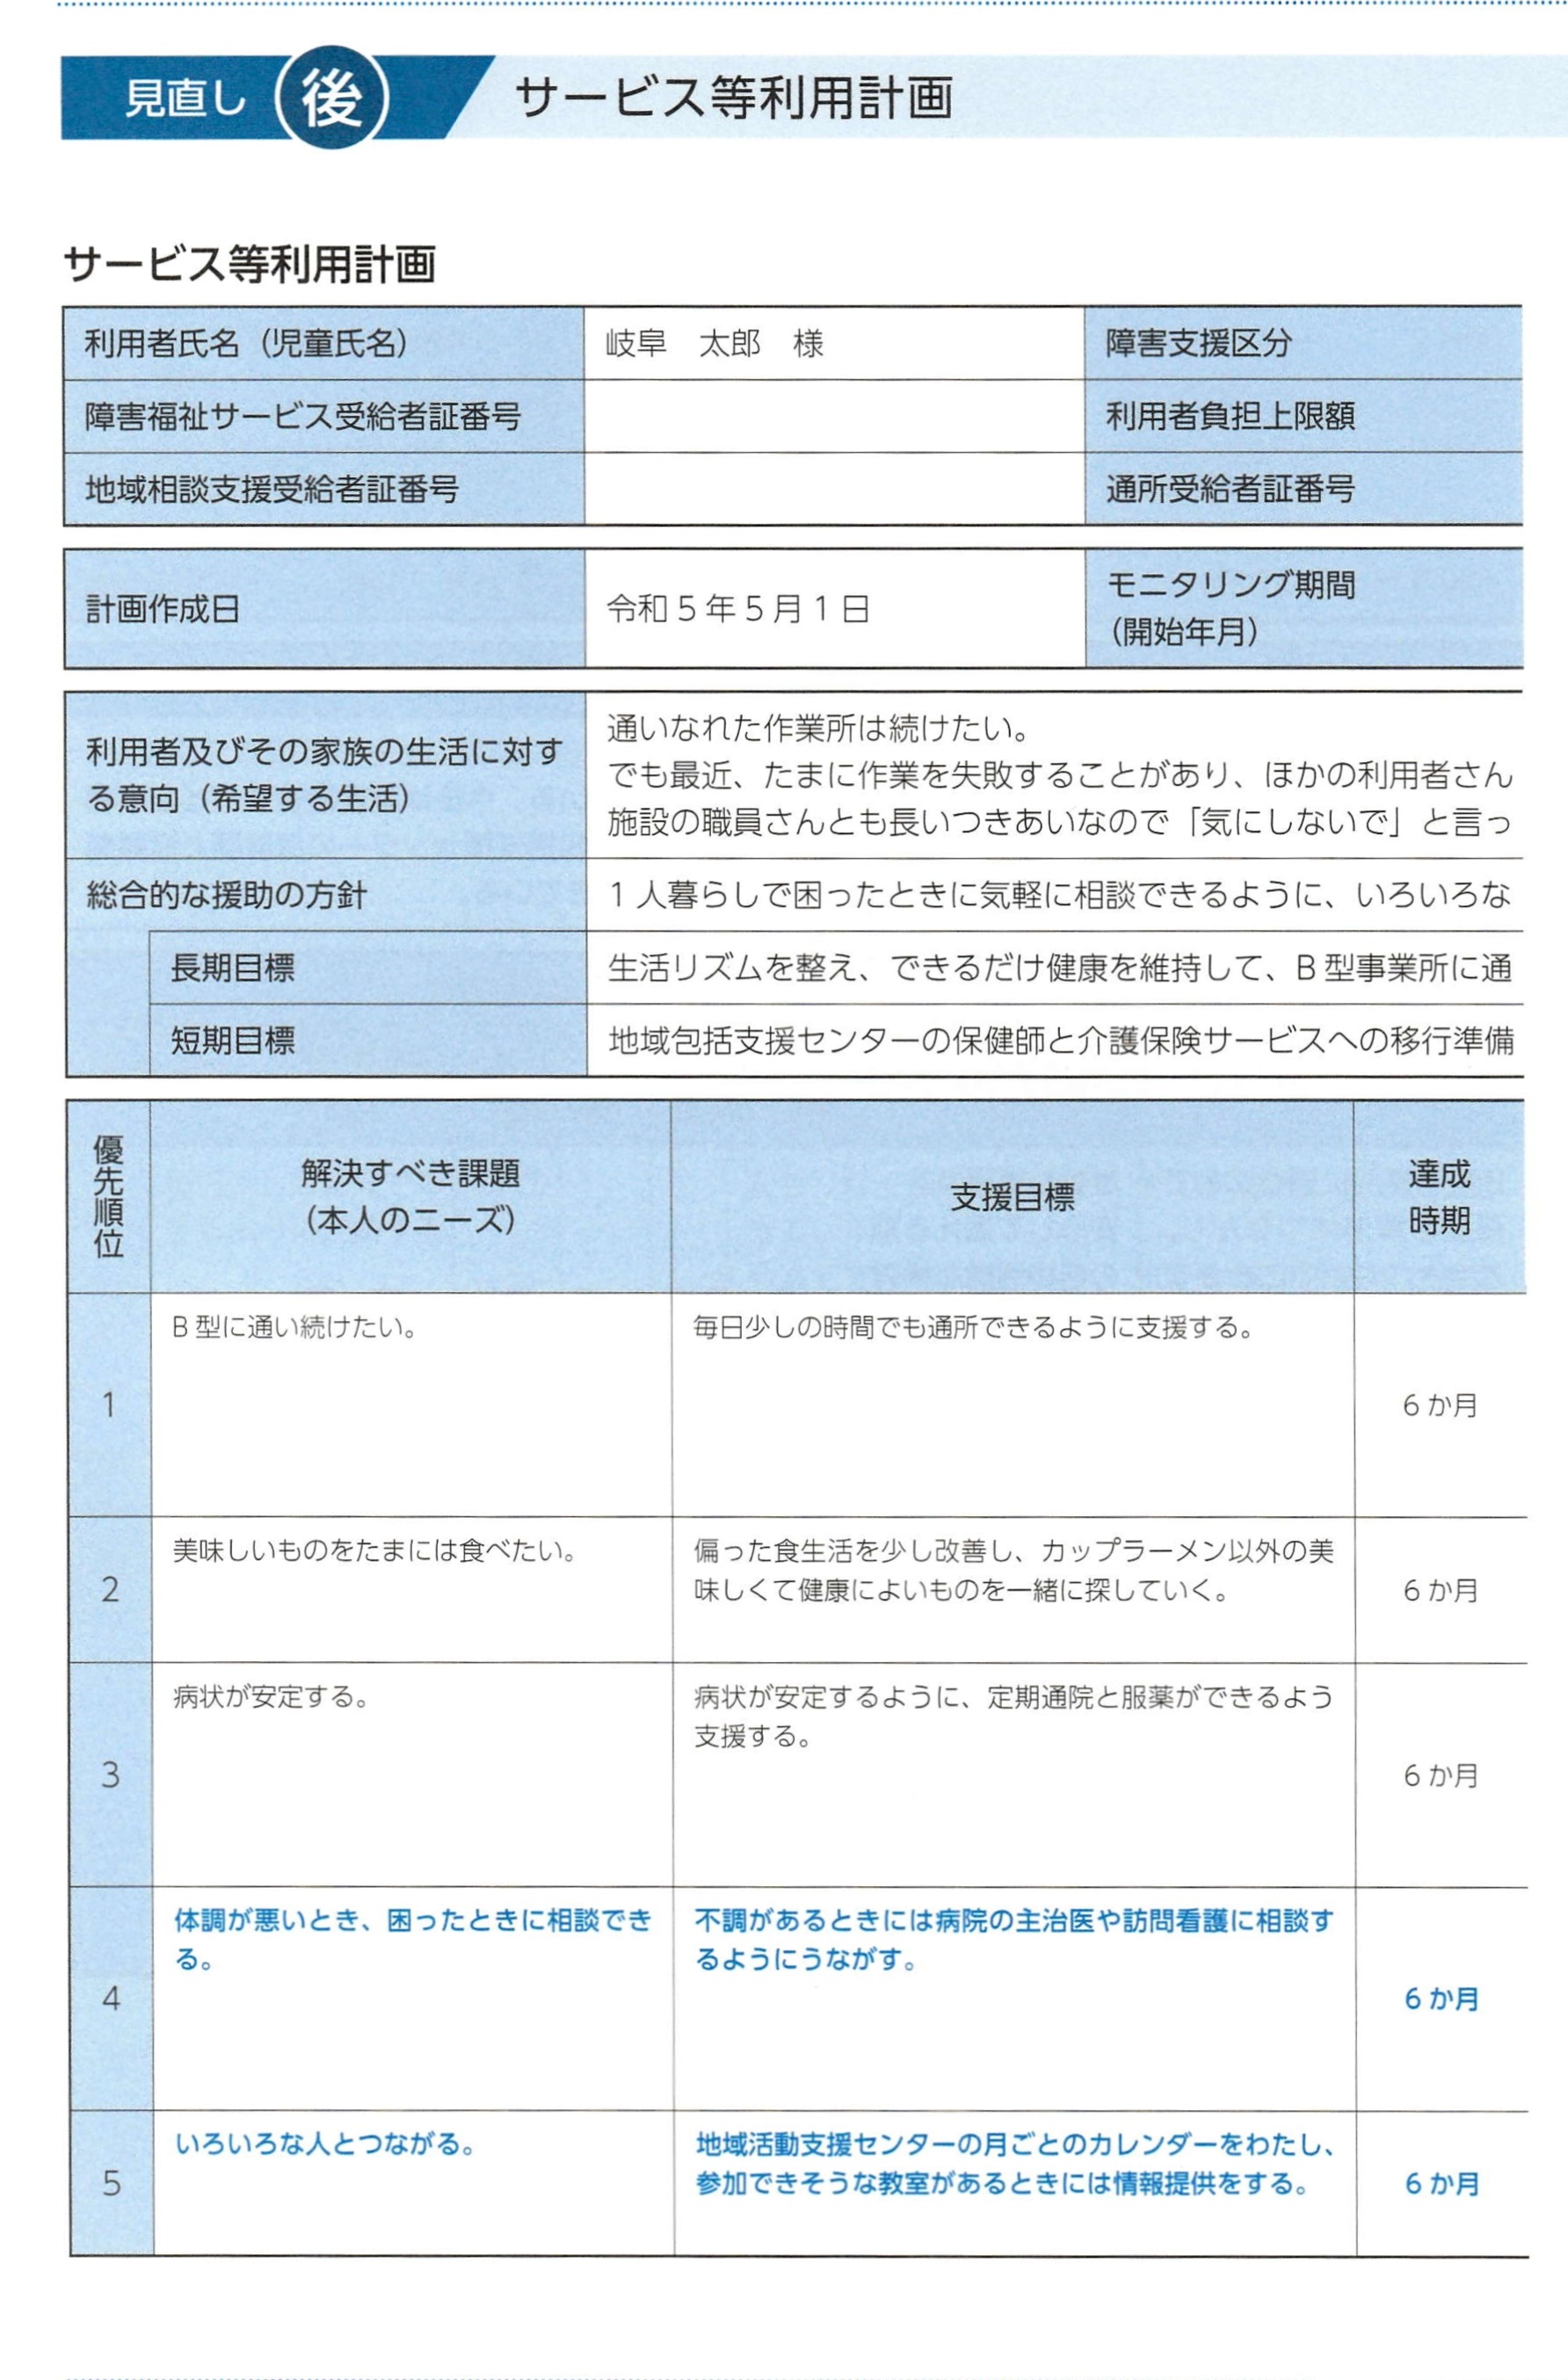 見直し 後 サービス等利用計画
サービス等利用計画
利用者氏名（児童氏名） 岐阜　太郎　様 障害支援区分
障害福祉サービス受給者証番号 利用者負担上限額
地域相談支援受給者証番号 通所受給者証番号
計画作成日 令和５年５月１日 モニタリング期間
（開始年月）
利用者及びその家族の生活に対す
る意向（希望する生活）
通いなれた作業所は続けたい。
でも最近、たまに作業を失敗することがあり、ほかの利用者さん
施設の職員さんとも長いつきあいなので「気にしないで」と言っ
総合的な援助の方針 １人暮らしで困ったときに気軽に相談できるように、いろいろな
長期目標 生活リズムを整え、できるだけ健康を維持して、Ｂ型事業所に通
短期目標 地域包括支援センターの保健師と介護保険サービスへの移行準備
優先順位
解決すべき課題
（本人のニーズ）
支援目標
達成
時期
1
Ｂ型に通い続けたい。
毎日少しの時間でも通所できるように支援する。
６か月
2
美味しいものをたまには食べたい。
偏った食生活を少し改善し、カップラーメン以外の美
味しくて健康によいものを一緒に探していく。
６か月
3
病状が安定する。
病状が安定するように、定期通院と服薬ができるよう
支援する。
６か月
4
体調が悪いとき、困ったときに相談でき
る。
不調があるときには病院の主治医や訪問看護に相談す
るようにうながす。
６か月
5
いろいろな人とつながる。
地域活動支援センターの月ごとのカレンダーをわたし、
参加できそうな教室があるときには情報提供をする。
６か月